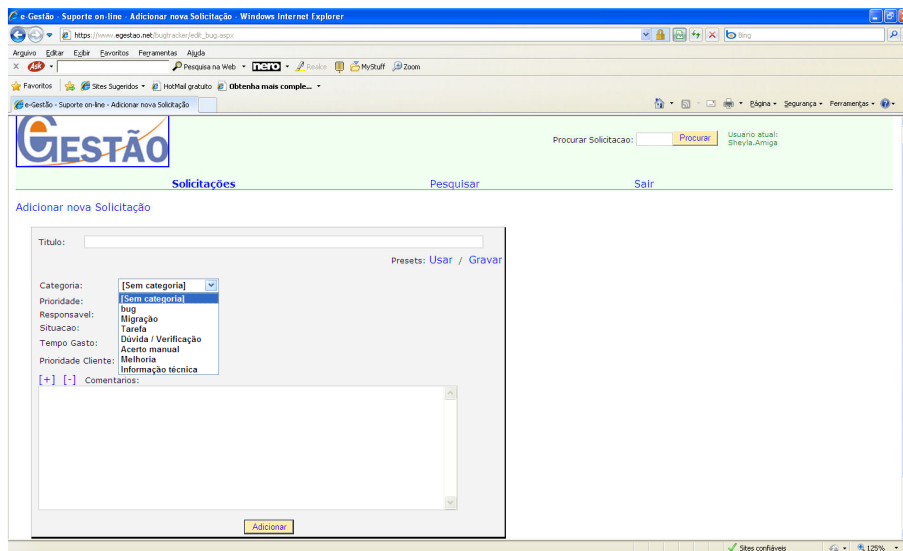 e-Gestão - Suporte on-line - Adicionar nova Solicitação - Windows Internet Explorer
https://www.egestao.net/bugtracker/edit_bug.aspx
Bing
Arquivo Editar Exibir Favoritos Ferramentas Ajuda
X Ask Pesquisa na Web nero Realce MyStuff Zoom
Favoritos Sites Sugeridos HotMail gratuito Obtenha mais comple...
e-Gestão - Suporte on-line - Adicionar nova Solicitação
Página Segurança Ferramentas
eGESTÃO
Procurar Solicitacao: Procurar Usuario atual:
Sheyla.Amiga
Solicitações Pesquisar Sair
Adicionar nova Solicitação
Titulo:
Presets: Usar / Gravar
Categoria: [Sem categoria]
[Sem categoria]
Prioridade:
bug
Responsavel:
Migração
Situacao:
Tarefa
Tempo Gasto:
Dúvida / Verificação
Acerto manual
Prioridade Cliente:
Melhoria
Informação técnica
[+] [-] Comentarios:
Adicionar
Sites confiáveis 125%